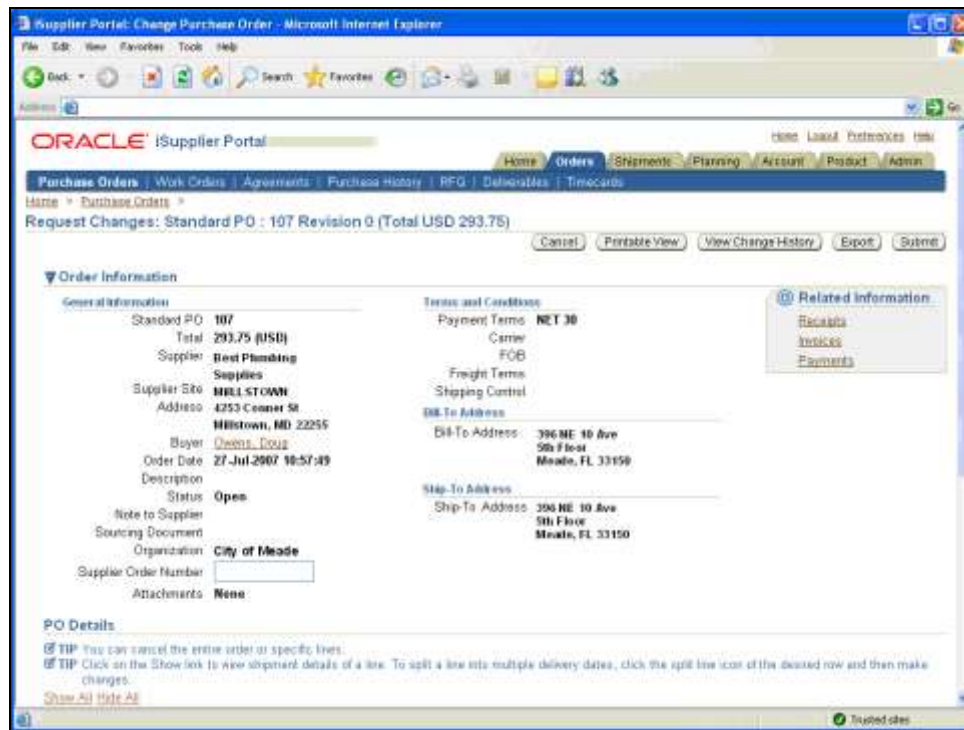 iSupplier Portal: Change Purchase Order - Microsoft Internet Explorer
File Edit View Favorites Tools Help
Back Search Favorites
Address Go
ORACLE iSupplier Portal
Home Logout Preferences Help
Home Orders Shipments Planning Account Product Admin
Purchase Orders | Work Orders | Agreements | Purchase History | RFQ | Deliverables | Timecards
Home > Purchase Orders >
Request Changes: Standard PO : 107 Revision 0 (Total USD 293.75)
Cancel Printable View View Change History Export Submit
Order Information
General Information
Standard PO 107
Total 293.75 (USD)
Supplier Best Plumbing
Supplies
Supplier Site MILLSTOWN
Address 4253 Conner St
Millstown, MD 22255
Buyer Owens, Doug
Order Date 27-Jul-2007 10:57:49
Description
Status Open
Note to Supplier
Sourcing Document
Organization City of Meade
Supplier Order Number
Attachments None
Terms and Conditions
Payment Terms NET 30
Carrier
FOB
Freight Terms
Shipping Control
Bill-To Address
Bill-To Address 396 NE 10 Ave
5th Floor
Meade, FL 33150
Ship-To Address
Ship-To Address 396 NE 10 Ave
5th Floor
Meade, FL 33150
Related Information
Receipts
Invoices
Payments
PO Details
TIP You can cancel the entire order or specific lines.
TIP Click on the Show link to view shipment details of a line. To split a line into multiple delivery dates, click the split line icon of the desired row and then make
changes.
Show All Hide All
Trusted sites